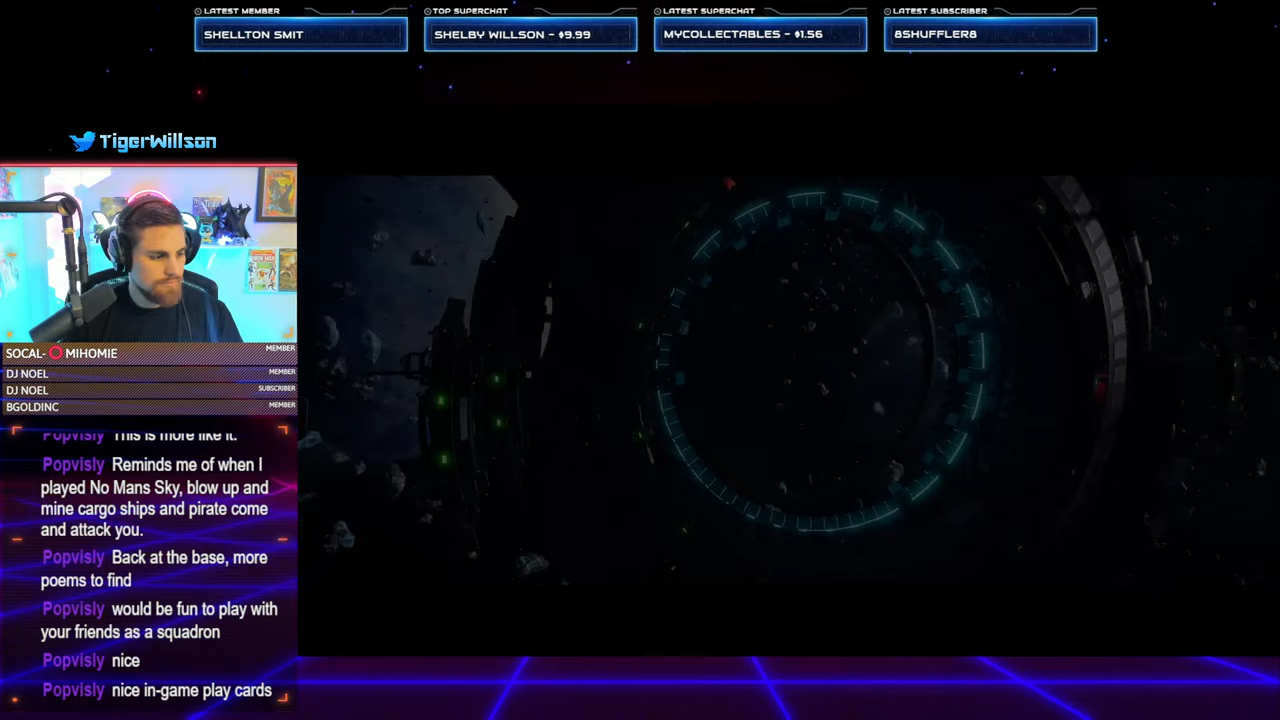 LATEST MEMBER
SHELLTON SMIT
TOP SUPERCHAT
SHELBY WILLSON - $9.99
LATEST SUPERCHAT
MYCOLLECTABLES - $1.56
LATEST SUBSCRIBER
8SHUFFLER8
TigerWillson
SOCAL- MIHOMIE MEMBER
DJ NOEL MEMBER
DJ NOEL SUBSCRIBER
BGOLDINC MEMBER
Popvisly This is more like it.
Popvisly Reminds me of when I
played No Mans Sky, blow up and
mine cargo ships and pirate come
and attack you.
Popvisly Back at the base, more
poems to find
Popvisly would be fun to play with
your friends as a squadron
Popvisly nice
Popvisly nice in-game play cards